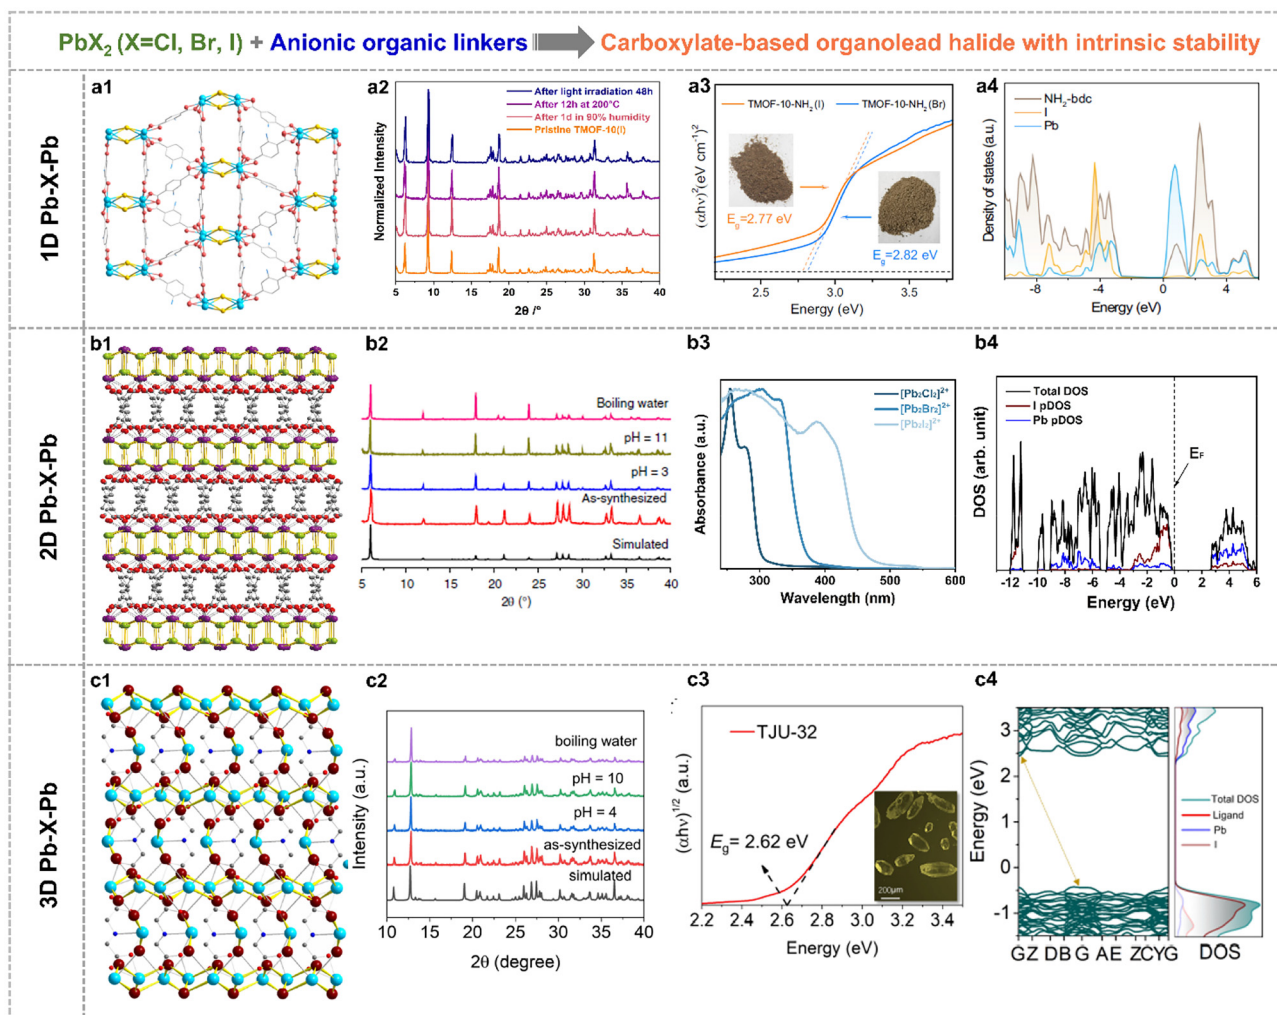 PbX₂ (X=Cl, Br, I) + Anionic organic linkers Carboxylate-based organolead halide with intrinsic stability
1D Pb-X-Pb
a1
a2
After light irradiation 48h
After 12h at 200°C
After 1d in 90% humidity
Pristine TMOF-10(I)
Normalized Intensity
5 10 15 20 25 30 35 40
2θ /°
a3
TMOF-10-NH₂(I) TMOF-10-NH₂(Br)
(αhν)²(eV cm⁻¹)²
Eg=2.77 eV
Eg=2.82 eV
2.5 3.0 3.5
Energy (eV)
a4
NH₂-bdc
I
Pb
Density of states (a.u.)
-8 -4 0 4
Energy (eV)
2D Pb-X-Pb
b1
b2
Boiling water
pH = 11
pH = 3
As-synthesized
Simulated
5 10 15 20 25 30 35 40
2θ (°)
b3
[Pb₂Cl₂]²⁺
[Pb₂Br₂]²⁺
[Pb₂I₂]²⁺
Absorbance (a.u.)
300 400 500 600
Wavelength (nm)
b4
Total DOS
I pDOS
Pb pDOS
EF
DOS (arb. unit)
-12 -10 -8 -6 -4 -2 0 2 4 6
Energy (eV)
3D Pb-X-Pb
c1
c2
boiling water
pH = 10
pH = 4
as-synthesized
simulated
Intensity (a.u.)
10 15 20 25 30 35 40
2θ (degree)
c3
TJU-32
(αhν)¹/² (a.u.)
Eg= 2.62 eV
200μm
2.2 2.4 2.6 2.8 3.0 3.2 3.4
Energy (eV)
c4
Energy (eV)
3
2
1
0
-1
Total DOS
Ligand
Pb
I
GZ DB G AE ZCYG
DOS